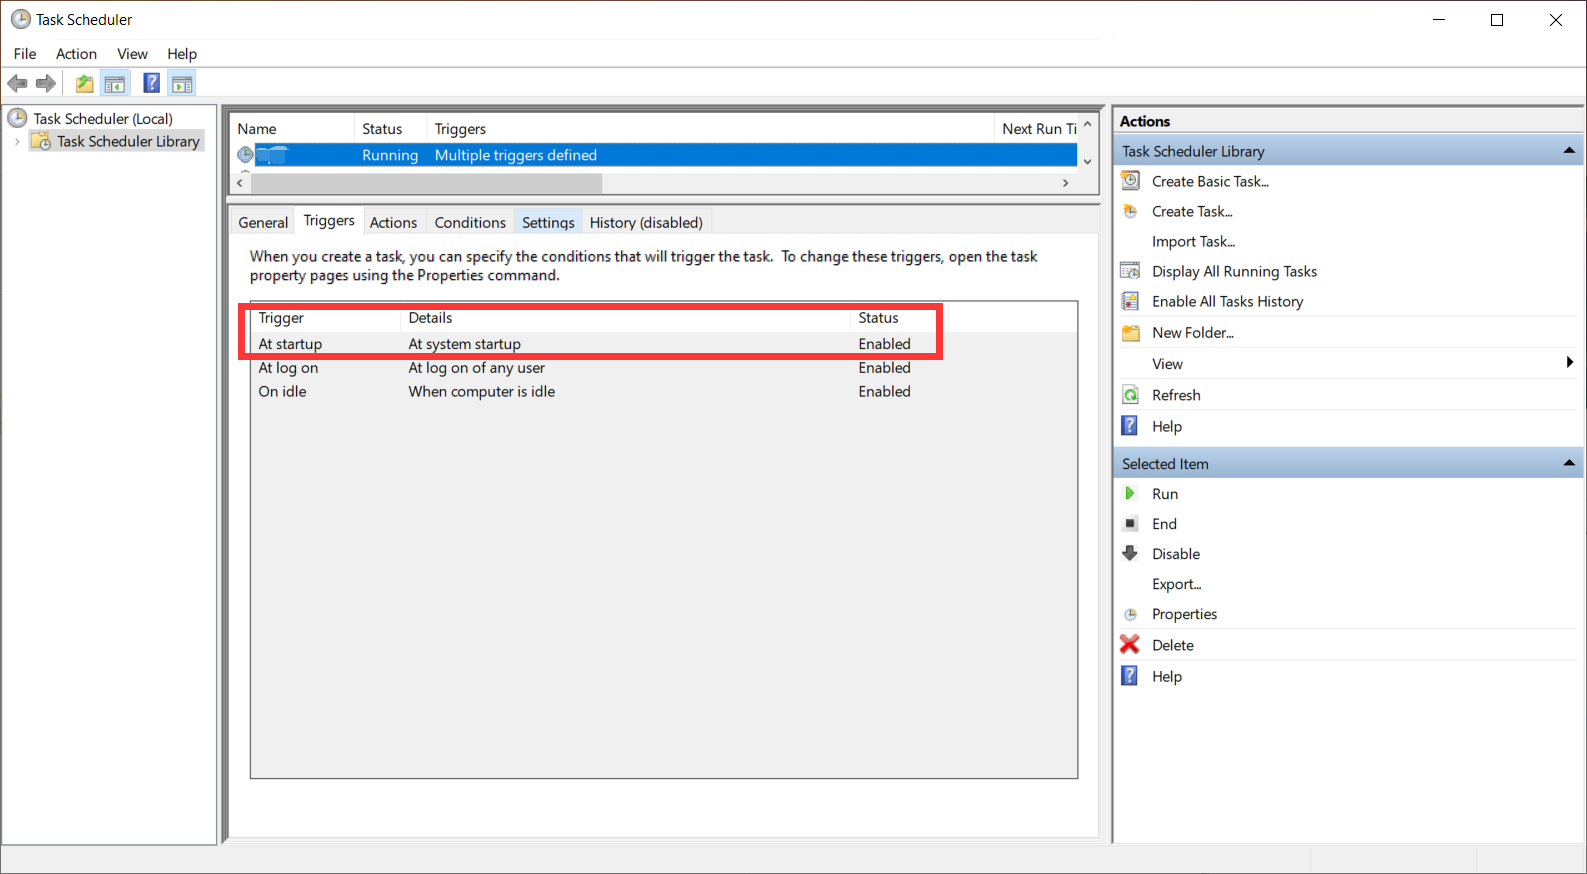 Task Scheduler
File Action View Help
Task Scheduler (Local)
Task Scheduler Library
Name Status Triggers Next Run Ti
Running Multiple triggers defined
General Triggers Actions Conditions Settings History (disabled)
When you create a task, you can specify the conditions that will trigger the task. To change these triggers, open the task
property pages using the Properties command.
Trigger Details Status
At startup At system startup Enabled
At log on At log on of any user Enabled
On idle When computer is idle Enabled
Actions
Task Scheduler Library
Create Basic Task...
Create Task...
Import Task...
Display All Running Tasks
Enable All Tasks History
New Folder...
View
Refresh
Help
Selected Item
Run
End
Disable
Export...
Properties
Delete
Help